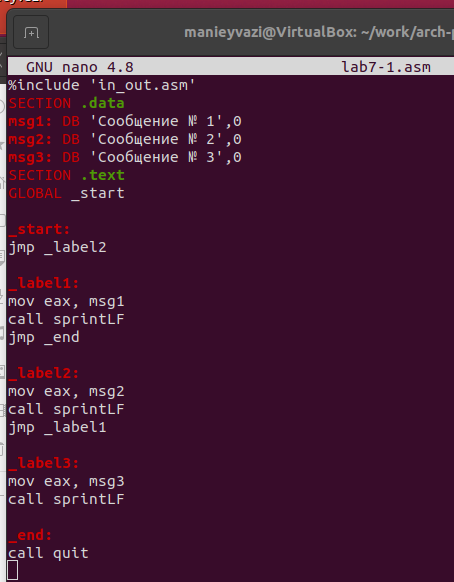 manieyvazi@VirtualBox: ~/work/arch-
GNU nano 4.8 lab7-1.asm
%include 'in_out.asm'
SECTION .data
msg1: DB 'Сообщение № 1',0
msg2: DB 'Сообщение № 2',0
msg3: DB 'Сообщение № 3',0
SECTION .text
GLOBAL _start
_start:
jmp _label2
_label1:
mov eax, msg1
call sprintLF
jmp _end
_label2:
mov eax, msg2
call sprintLF
jmp _label1
_label3:
mov eax, msg3
call sprintLF
_end:
call quit